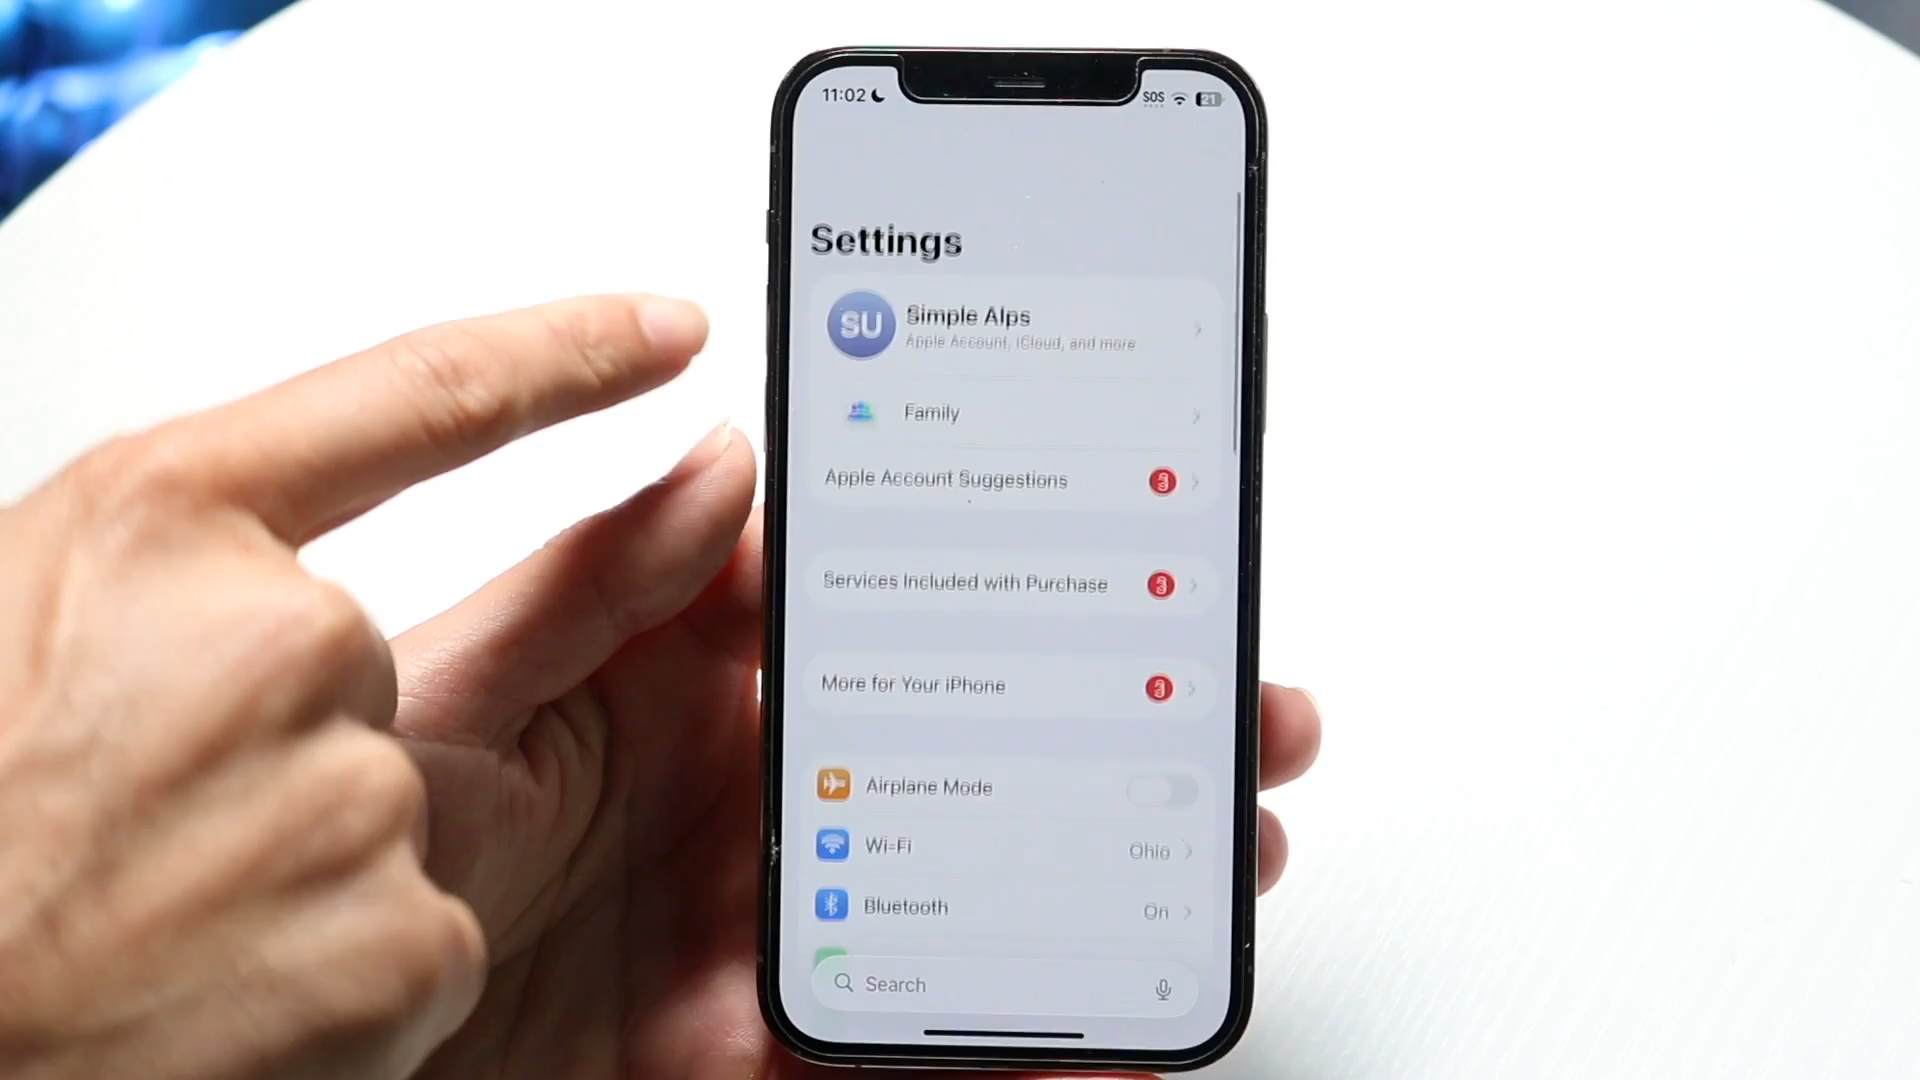 11:02 SOS 21
Settings
SU
Simple Alps
Apple Account, iCloud, and more
Family
Apple Account Suggestions 3
Services Included with Purchase 3
More for Your iPhone 3
Airplane Mode
Wi-Fi Ohio
Bluetooth On
Search